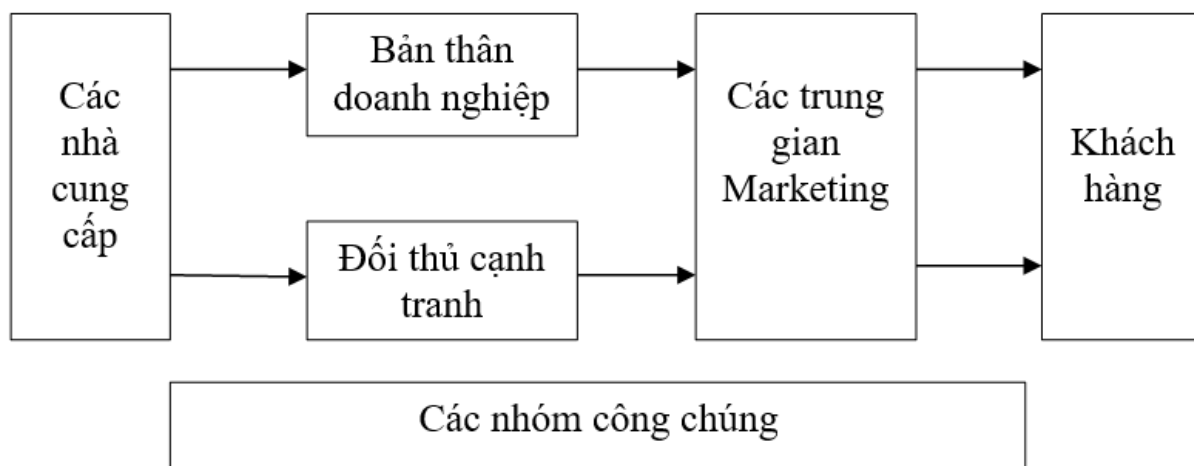 Các
nhà
cung
cấp
Bản thân
doanh nghiệp
Đối thủ cạnh
tranh
Các trung
gian
Marketing
Khách
hàng
Các nhóm công chúng